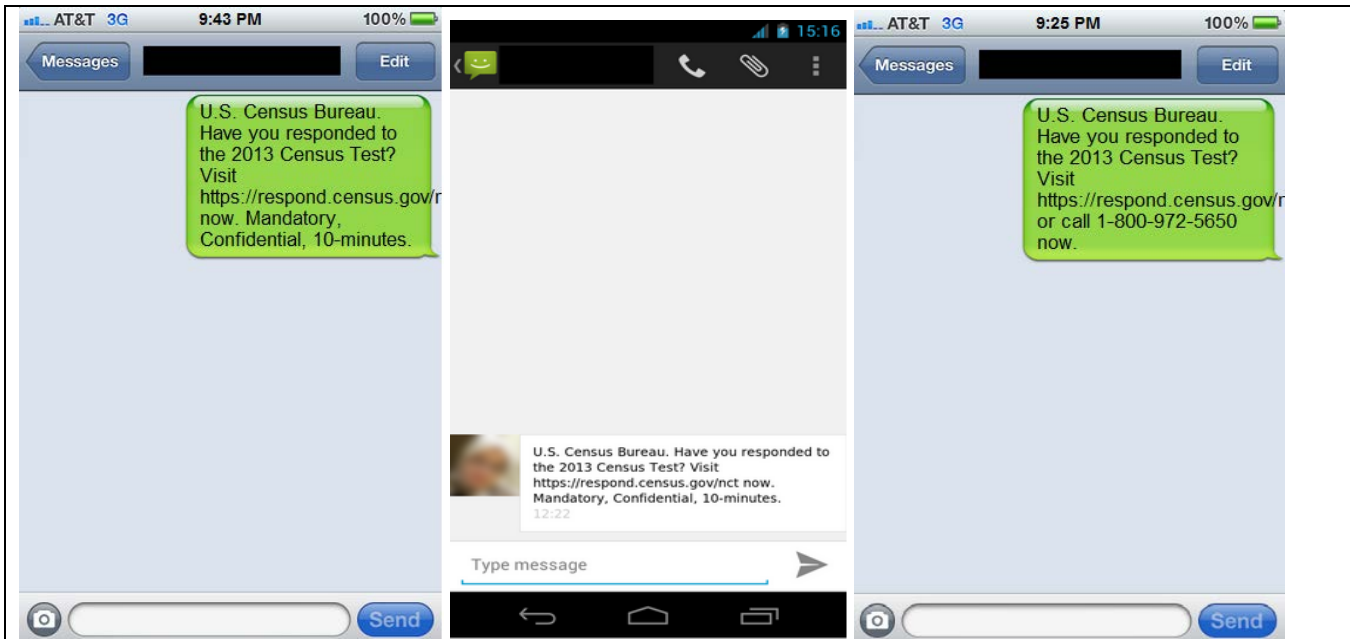 AT&T 3G 9:43 PM 100%
Messages Edit
U.S. Census Bureau.
Have you responded to
the 2013 Census Test?
Visit
https://respond.census.gov/r
now. Mandatory,
Confidential, 10-minutes.
Send
15:16
U.S. Census Bureau. Have you responded to
the 2013 Census Test? Visit
https://respond.census.gov/nct now.
Mandatory, Confidential, 10-minutes.
12:22
Type message
AT&T 3G 9:25 PM 100%
Messages Edit
U.S. Census Bureau.
Have you responded to
the 2013 Census Test?
Visit
https://respond.census.gov/r
or call 1-800-972-5650
now.
Send